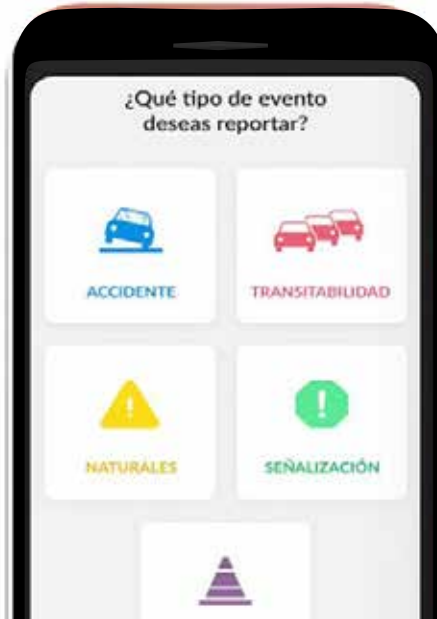 ¿Qué tipo de evento
deseas reportar?
ACCIDENTE
TRANSITABILIDAD
NATURALES
SEÑALIZACIÓN